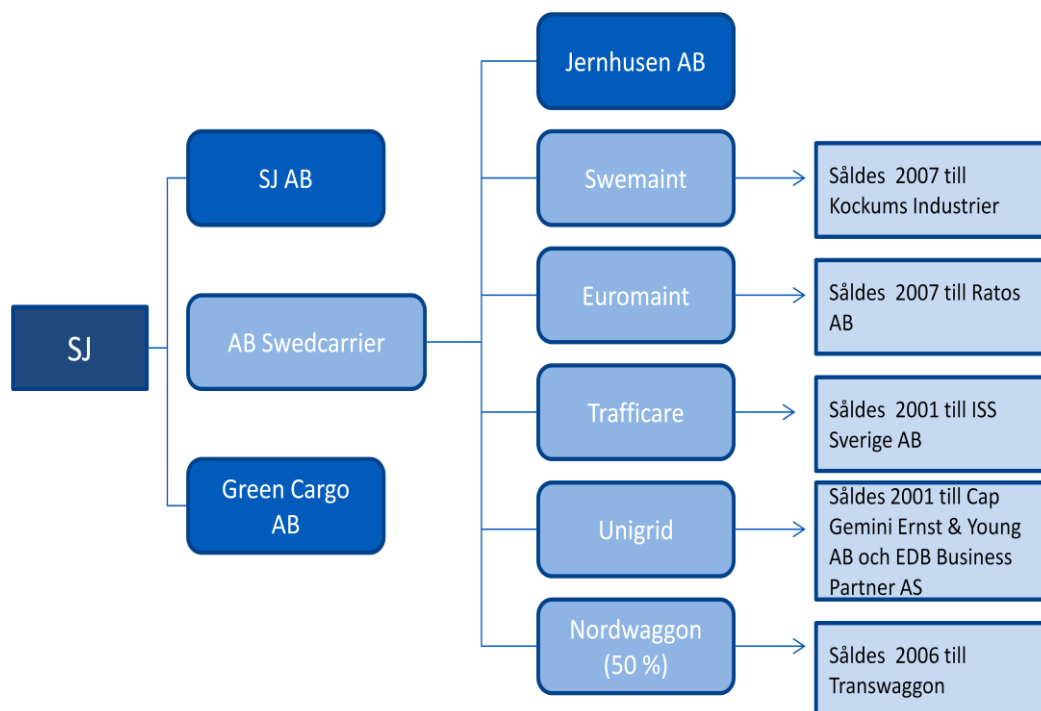 SJ
SJ AB
AB Swedcarrier
Green Cargo
AB
Jernhusen AB
Swemaint
Såldes 2007 till
Kockums Industrier
Euromaint
Såldes 2007 till Ratos
AB
Trafficare
Såldes 2001 till ISS
Sverige AB
Unigrid
Såldes 2001 till Cap
Gemini Ernst & Young
AB och EDB Business
Partner AS
Nordwaggon
(50 %)
Såldes 2006 till
Transwaggon